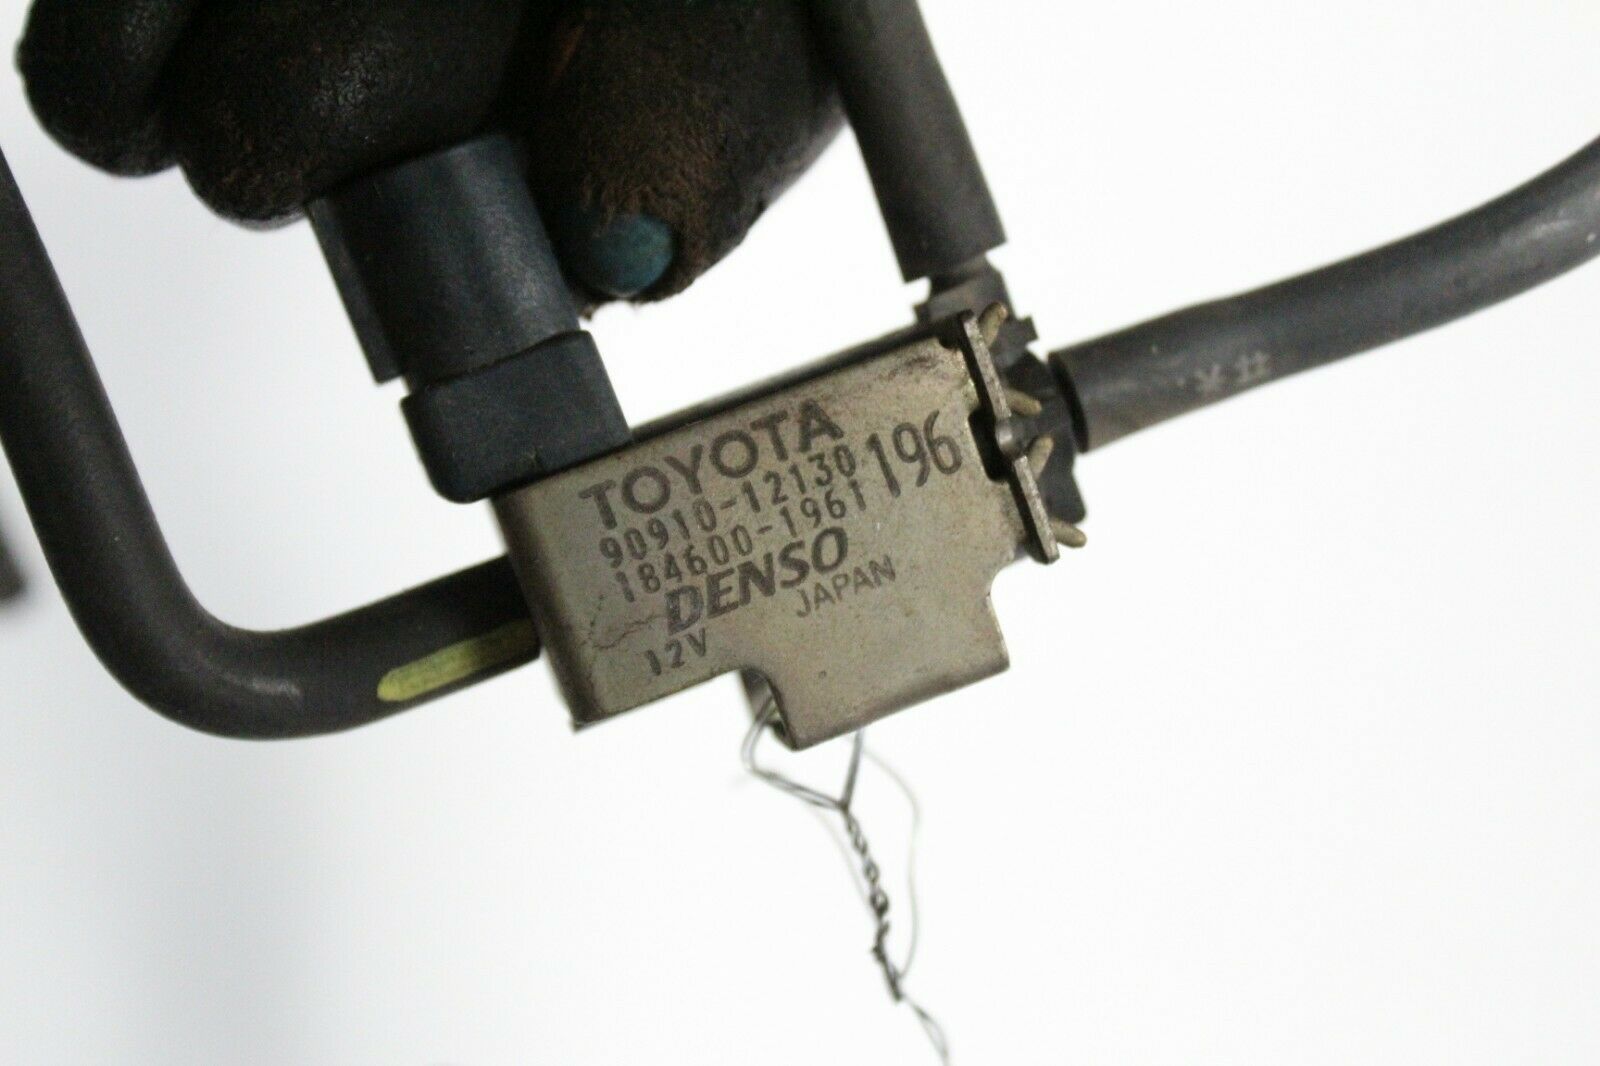 TOYOTA
90910-12130 196
184600-1961
DENSO
JAPAN
12V